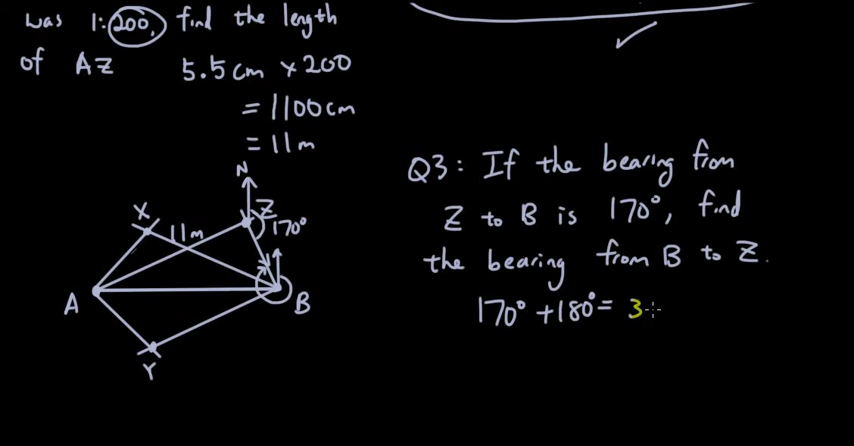 was 1:200, find the length
of AZ 5.5cm × 200
= 1100cm
= 11m
Q3: If the bearing from
Z to B is 170°, find
the bearing from B to Z.
170° + 180° = 3
N
X
Z
11m
170°
A
B
Y